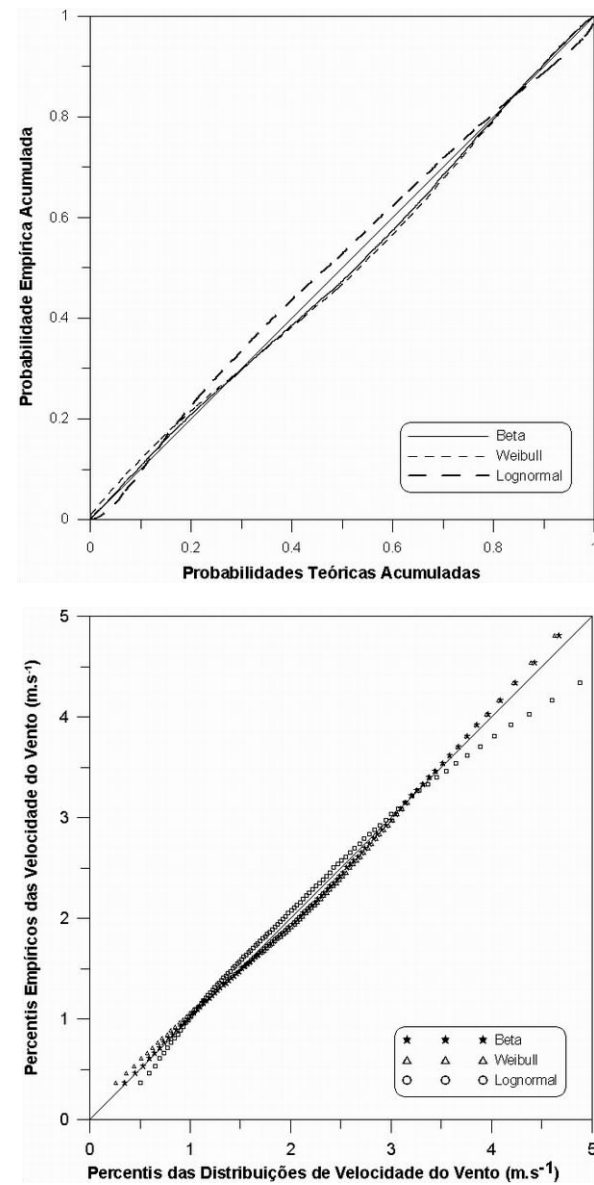 1
0.8
0.6
0.4
0.2
0
Probabilidade Empírica Acumulada
Beta
Weibull
Lognormal
0 0.2 0.4 0.6 0.8 1
Probabilidades Teóricas Acumuladas
5
4
3
2
1
0
Percentis Empíricos das Velocidade do Vento (m.s-1)
Beta
Weibull
Lognormal
0 1 2 3 4 5
Percentis das Distribuições de Velocidade do Vento (m.s-1)